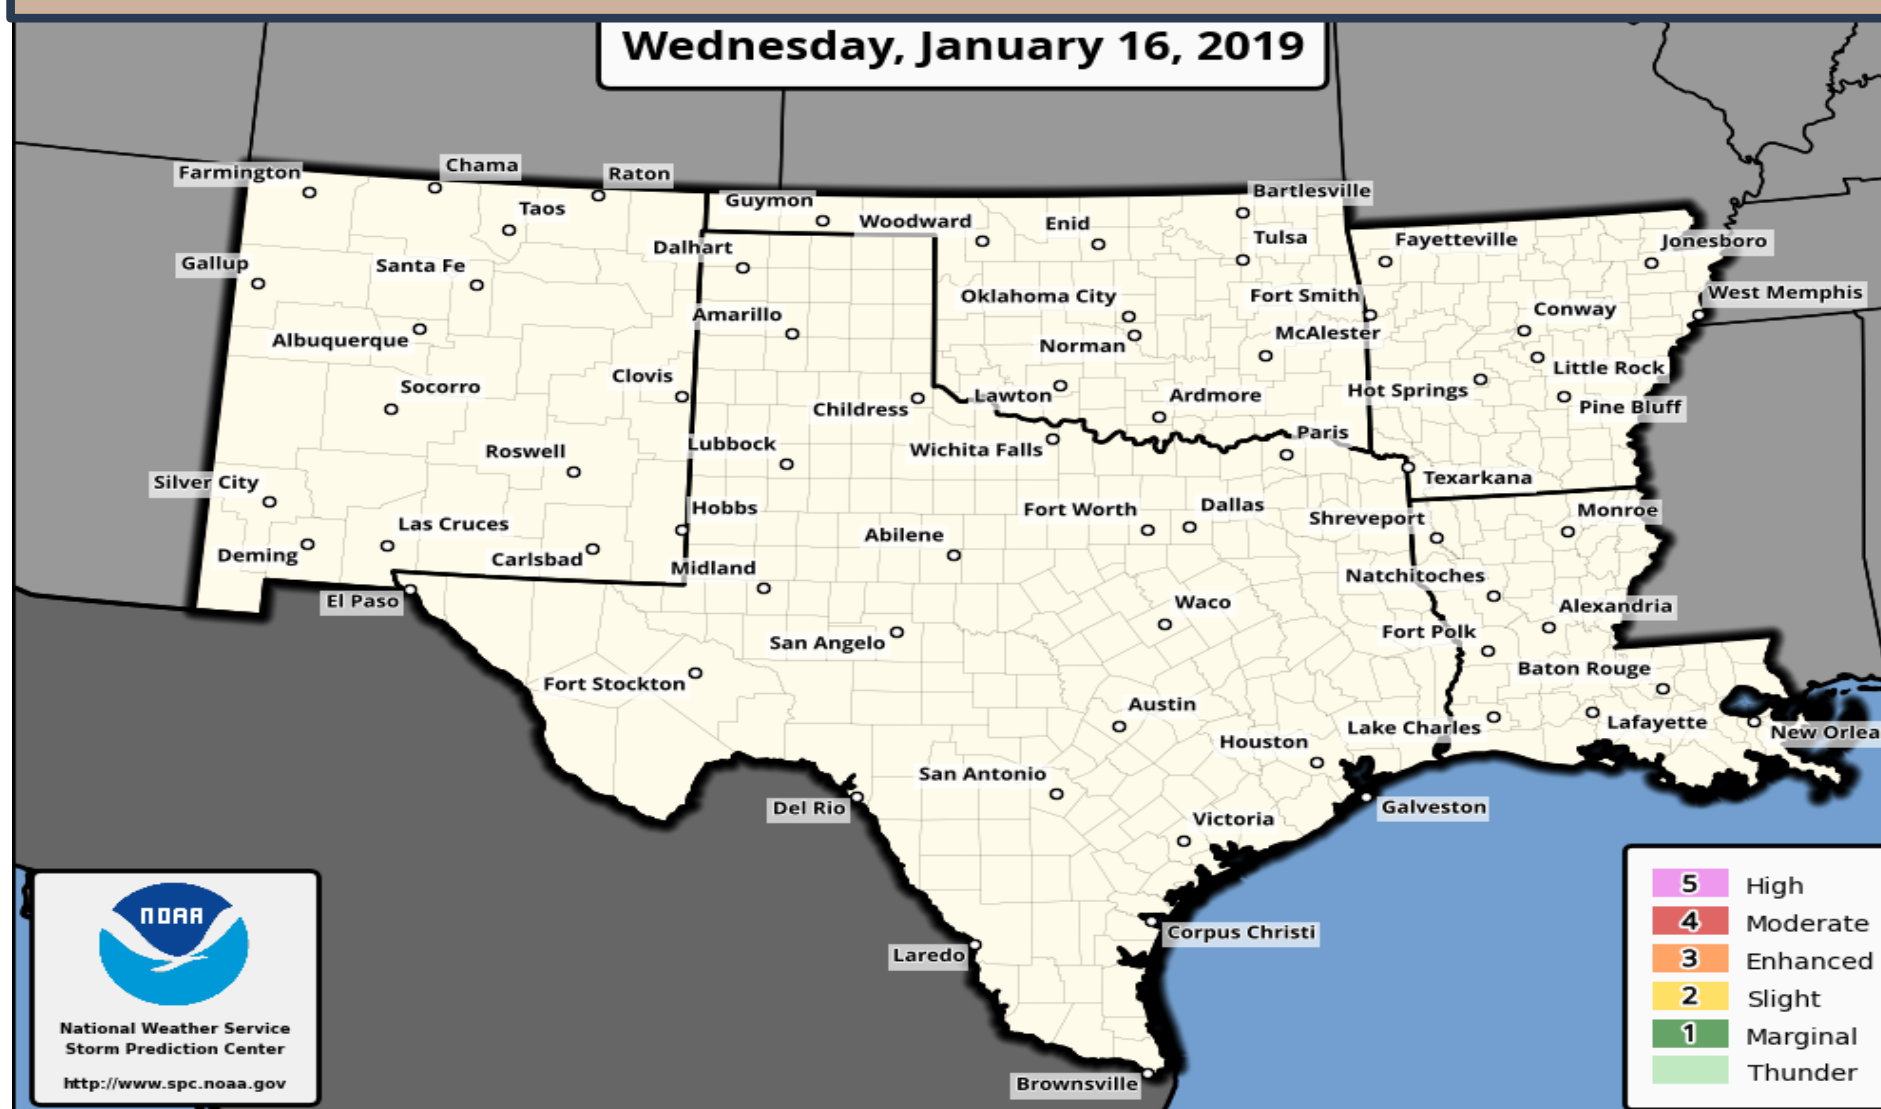 Wednesday, January 16, 2019
Farmington
Chama
Raton
Taos
Guymon
Woodward
Enid
Bartlesville
Tulsa
Gallup
Santa Fe
Dalhart
Fayetteville
Jonesboro
Oklahoma City
Fort Smith
West Memphis
Albuquerque
Amarillo
Norman
McAlester
Conway
Socorro
Clovis
Childress
Lawton
Ardmore
Hot Springs
Little Rock
Pine Bluff
Roswell
Lubbock
Wichita Falls
Paris
Silver City
Texarkana
Las Cruces
Hobbs
Fort Worth
Dallas
Shreveport
Monroe
Deming
Carlsbad
Midland
Abilene
Natchitoches
El Paso
Waco
Alexandria
San Angelo
Fort Polk
Fort Stockton
Baton Rouge
Austin
Lake Charles
Lafayette
New Orlea
Houston
San Antonio
Del Rio
Galveston
Victoria
Corpus Christi
Laredo
Brownsville
NOAA
National Weather Service
Storm Prediction Center
http://www.spc.noaa.gov
5 High
4 Moderate
3 Enhanced
2 Slight
1 Marginal
Thunder